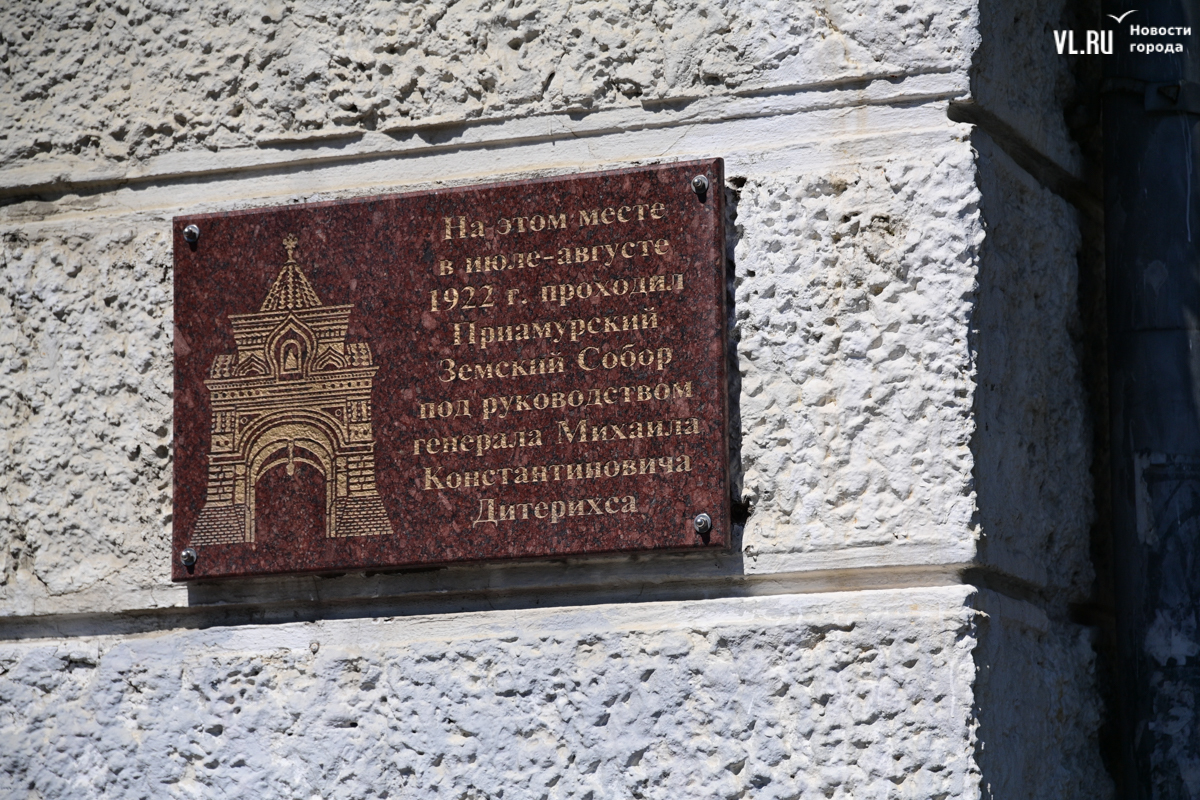 VL.RU Новости
города
На этом месте
в июле-августе
1922 г. проходил
Приамурский
Земский Собор
под руководством
генерала Михаила
Константиновича
Дитерихса